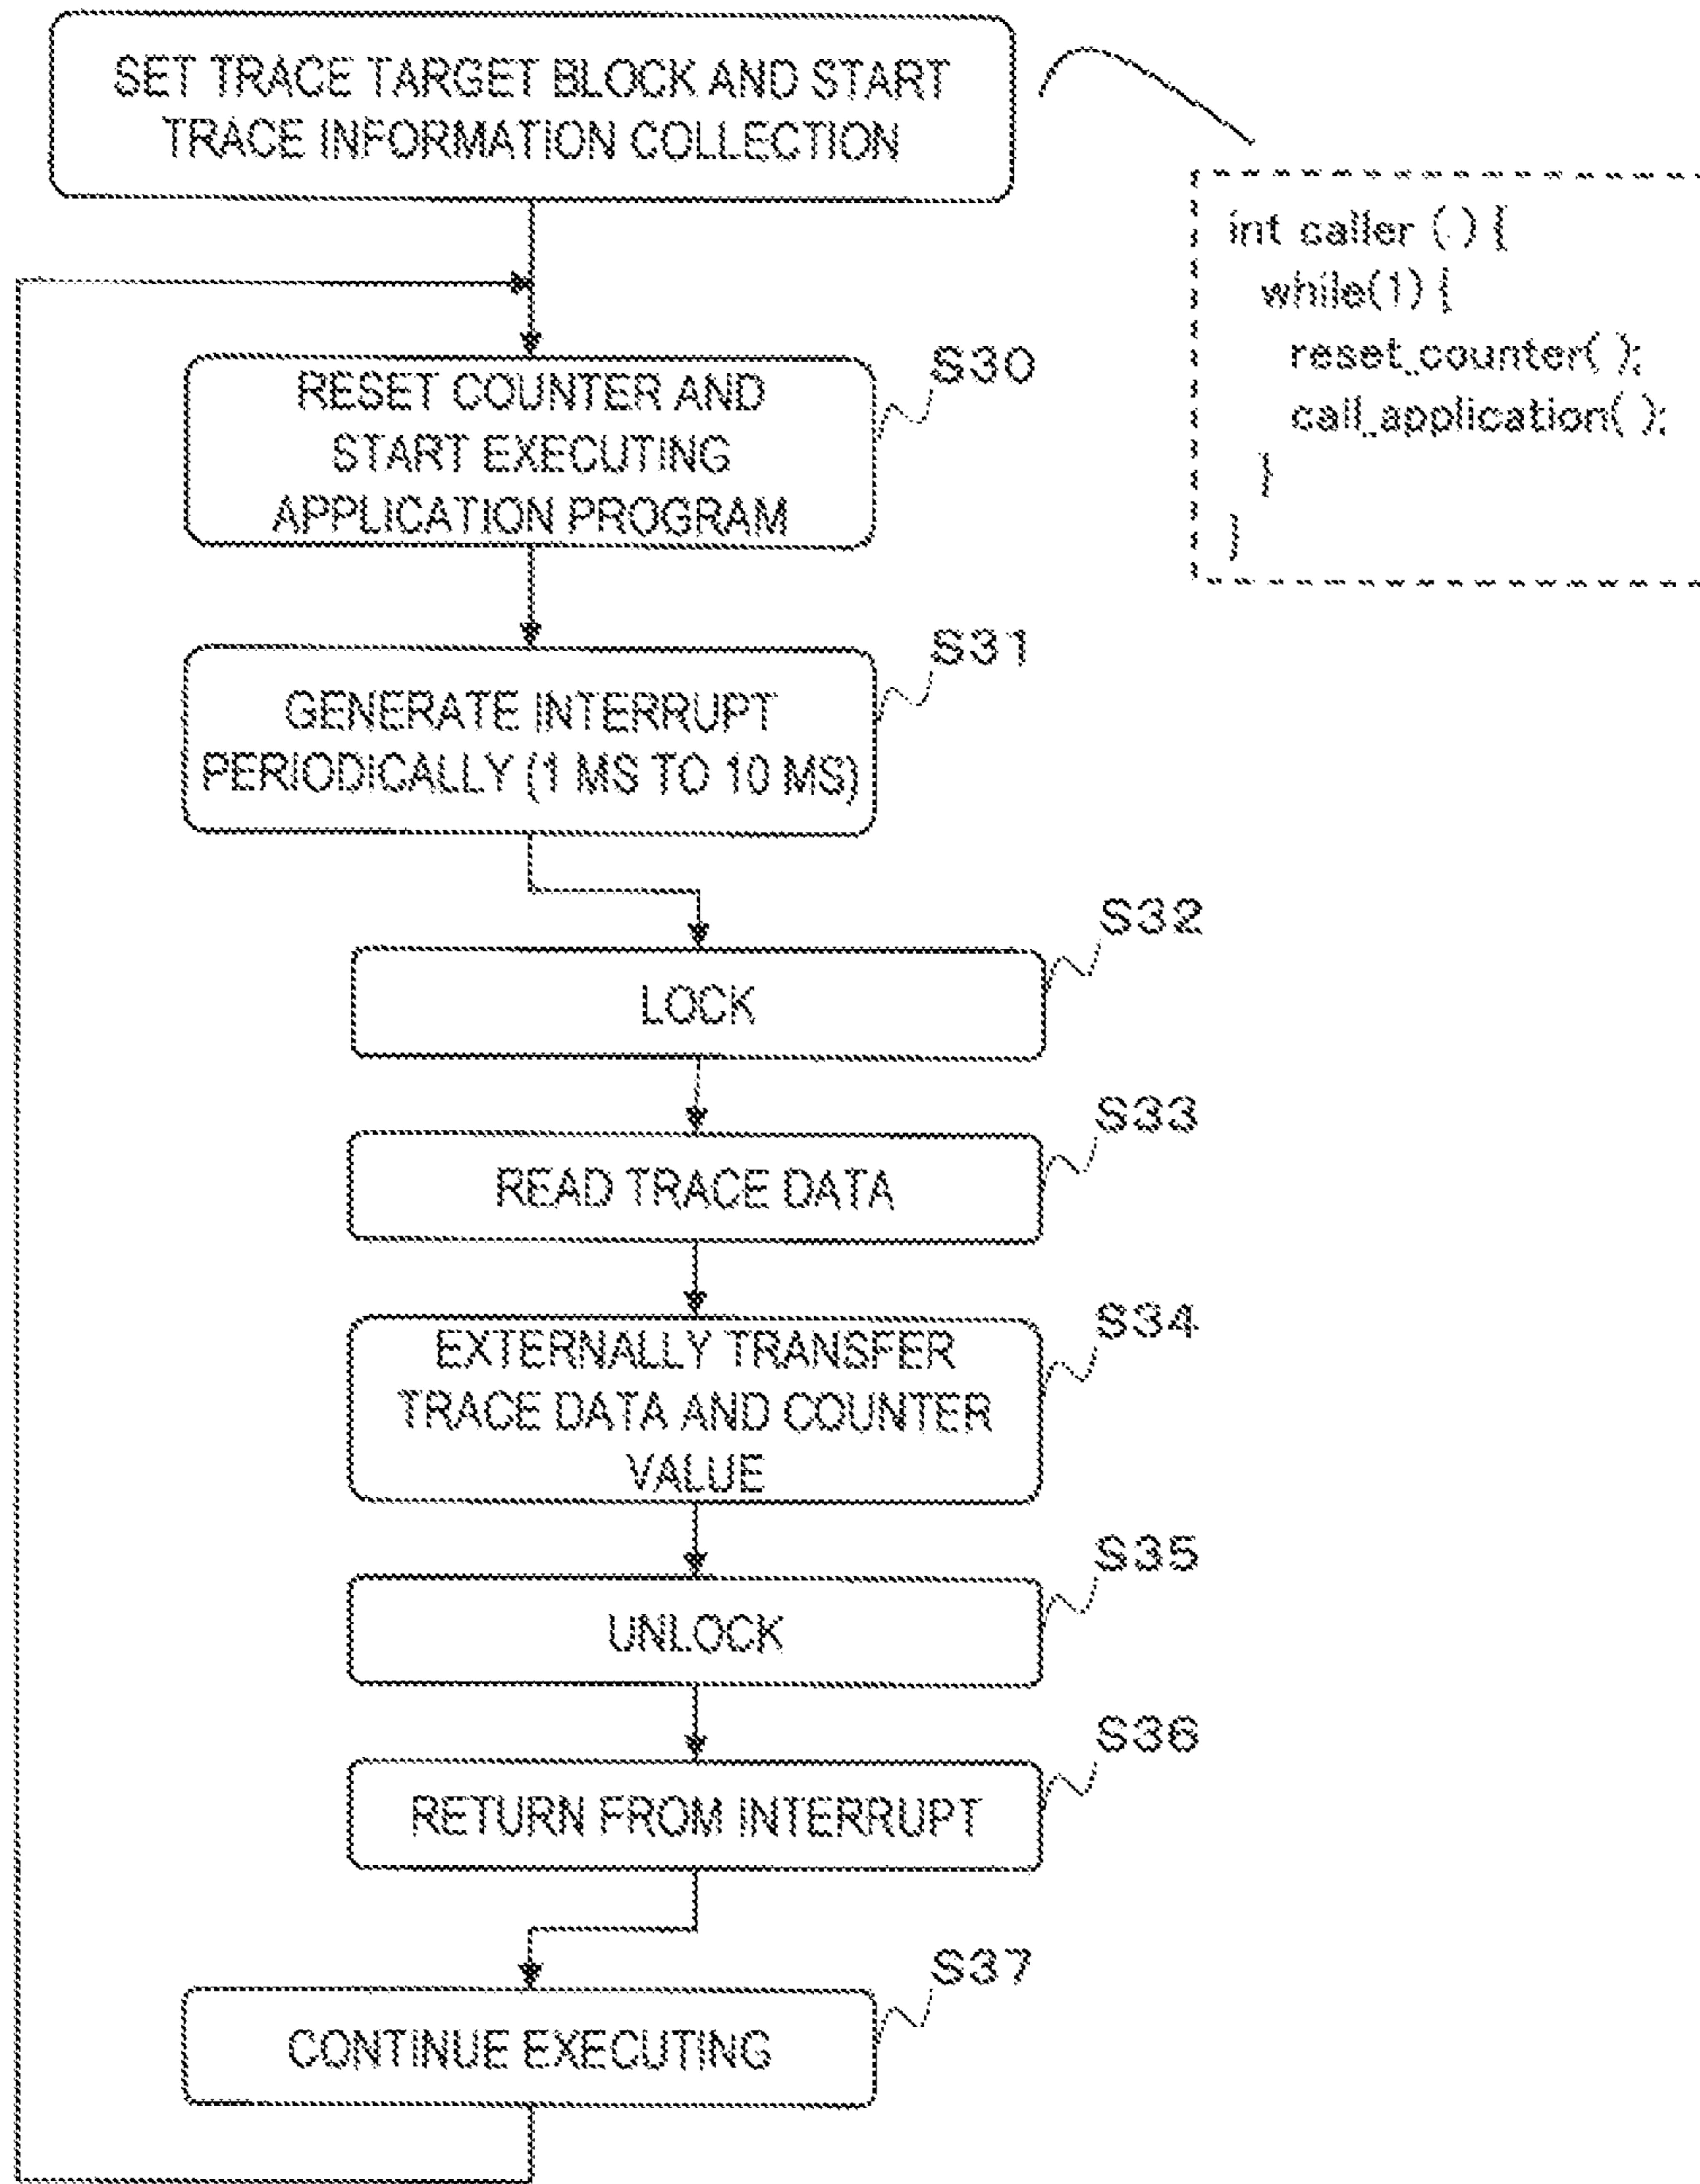 SET TRACE TARGET BLOCK AND START
TRACE INFORMATION COLLECTION
int caller ( ) {
while(1) {
reset_counter( );
call_application( );
}
}
S30
RESET COUNTER AND
START EXECUTING
APPLICATION PROGRAM
S31
GENERATE INTERRUPT
PERIODICALLY (1 MS TO 10 MS)
S32
LOCK
S33
READ TRACE DATA
S34
EXTERNALLY TRANSFER
TRACE DATA AND COUNTER
VALUE
S35
UNLOCK
S36
RETURN FROM INTERRUPT
S37
CONTINUE EXECUTING